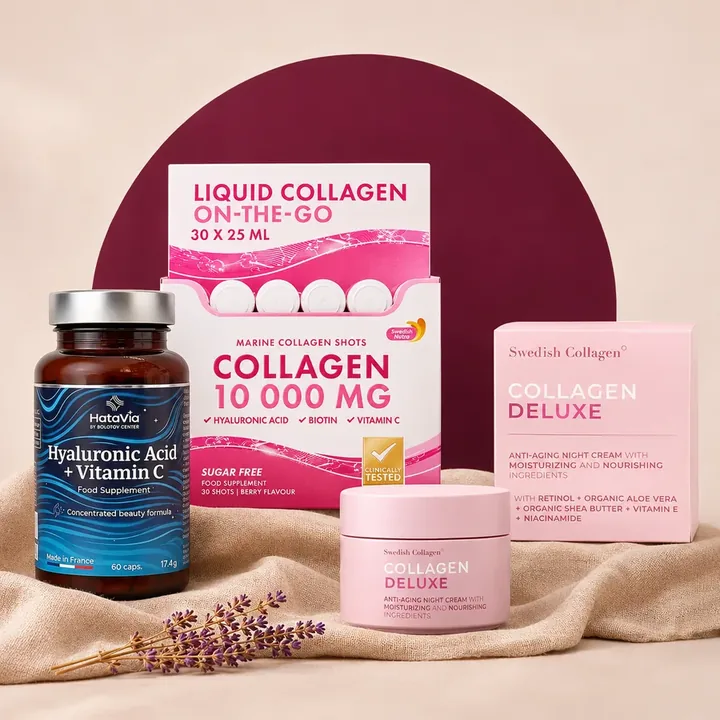 LIQUID COLLAGEN
ON-THE-GO
30 X 25 ML
Swedish
Nutra
MARINE COLLAGEN SHOTS
COLLAGEN
10 000 MG
✓ HYALURONIC ACID ✓ BIOTIN ✓ VITAMIN C
SUGAR FREE
FOOD SUPPLEMENT
30 SHOTS | BERRY FLAVOUR
CLINICALLY
TESTED
HataVia
BY BOLOTOV CENTER
Hyaluronic Acid
+ Vitamin C
Food Supplement
Concentrated beauty formula
Made in France
60 caps.
17.4g
Swedish Collagen
COLLAGEN
DELUXE
ANTI-AGING NIGHT CREAM WITH
MOISTURIZING AND NOURISHING
INGREDIENTS
WITH RETINOL + ORGANIC ALOE VERA
+ ORGANIC SHEA BUTTER + VITAMIN E
+ NIACINAMIDE
Swedish Collagen
COLLAGEN
DELUXE
ANTI-AGING NIGHT CREAM WITH
MOISTURIZING AND NOURISHING
INGREDIENTS